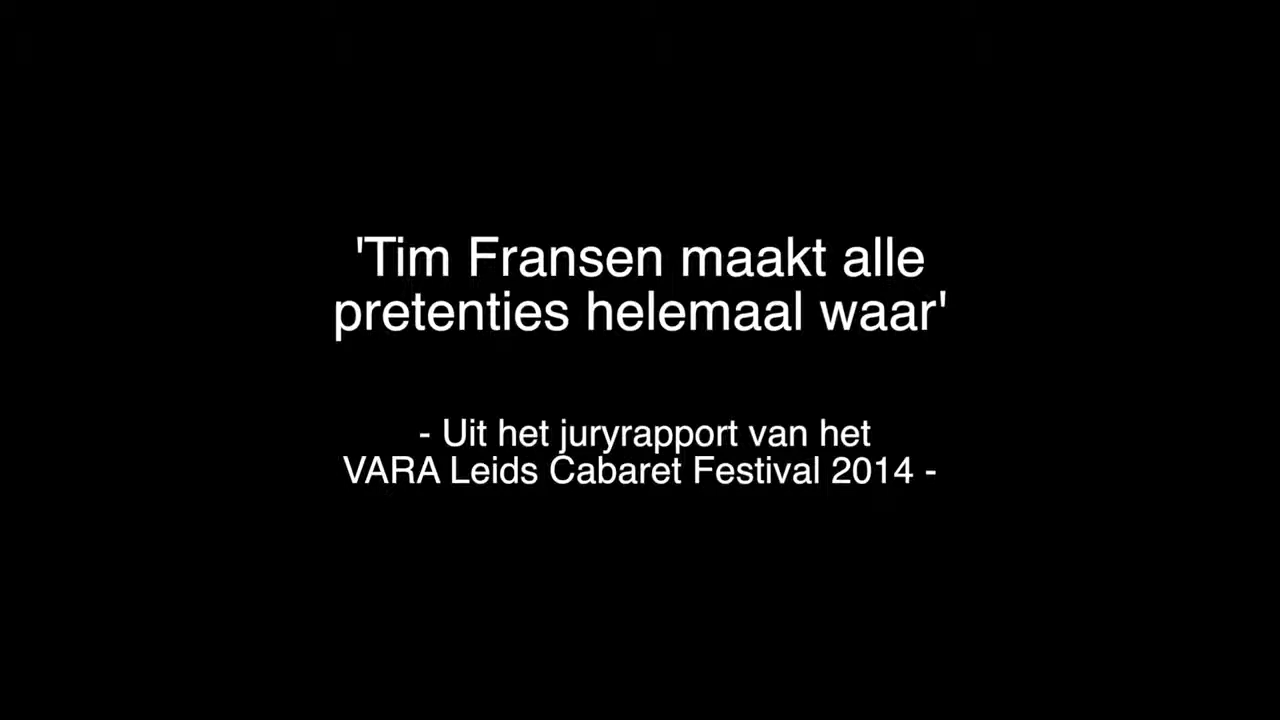 'Tim Fransen maakt alle
pretenties helemaal waar'
- Uit het juryrapport van het
VARA Leids Cabaret Festival 2014 -